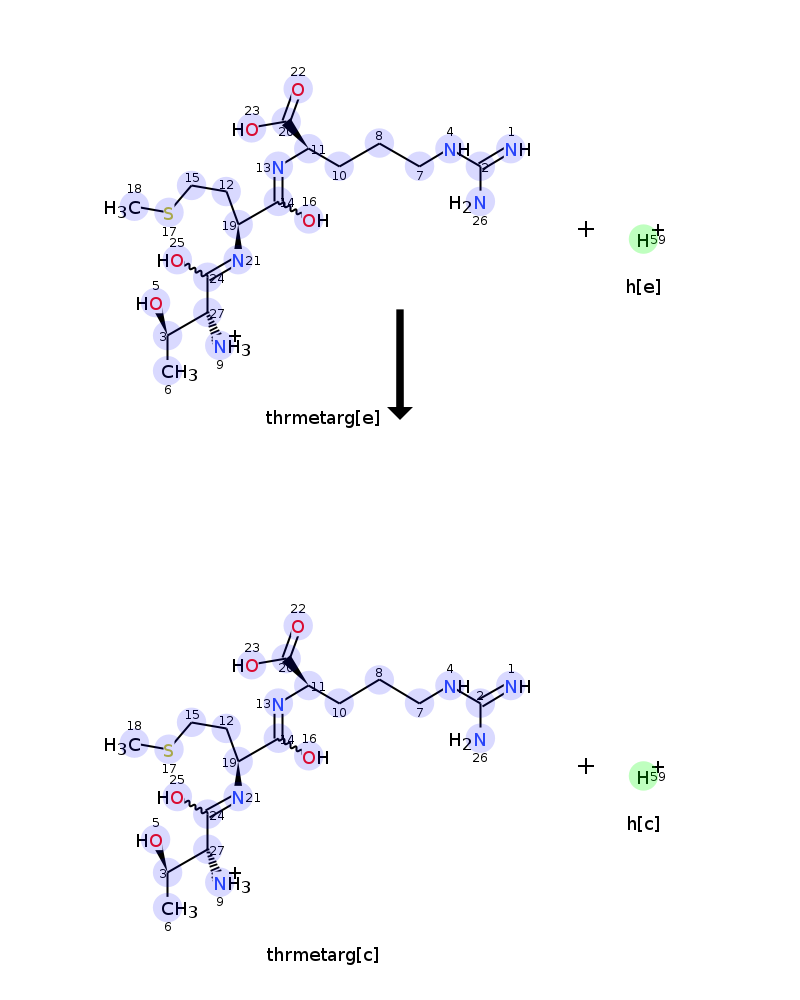 22
O
23
HO
20
11
8
4
NH
1
NH
13
N
10
7
2
H2N
26
18
H3C
15
12
14
16
OH
S
17
19
25
HO
24
N
21
5
HO
27
3
NH3
+
9
CH3
6
+
H
59
+
h[e]
thrmetarg[e]
22
O
23
HO
20
11
8
4
NH
1
NH
13
N
10
7
2
H2N
26
18
H3C
15
12
14
16
OH
S
17
19
25
HO
24
N
21
5
HO
27
3
NH3
+
9
CH3
6
+
H
59
+
h[c]
thrmetarg[c]